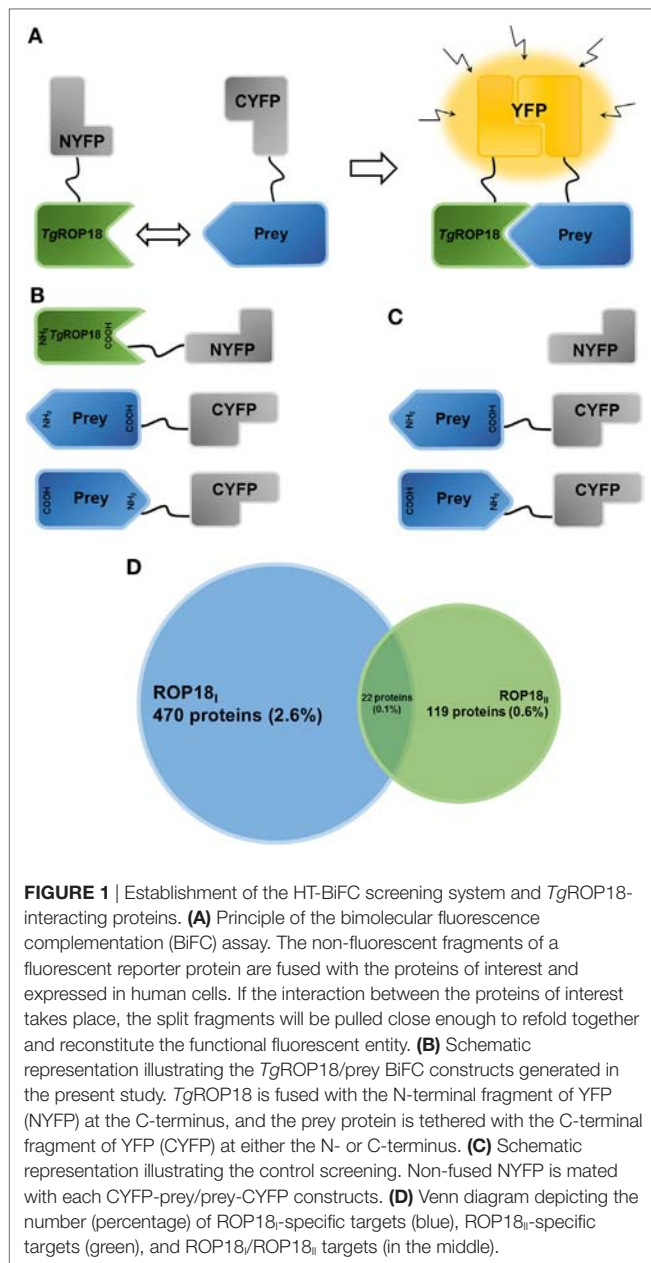 A
NYFP
CYFP
YFP
TgROP18
Prey
TgROP18
Prey
B
NH₂
TgROP18
COOH
NYFP
NH₂
Prey
COOH
CYFP
COOH
Prey
NH₂
CYFP
C
NYFP
NH₂
Prey
COOH
CYFP
COOH
Prey
NH₂
CYFP
D
ROP18I
470 proteins (2.6%)
22 proteins
(0.1%)
ROP18II
119 proteins (0.6%)
FIGURE 1 | Establishment of the HT-BiFC screening system and TgROP18-
interacting proteins. (A) Principle of the bimolecular fluorescence
complementation (BiFC) assay. The non-fluorescent fragments of a
fluorescent reporter protein are fused with the proteins of interest and
expressed in human cells. If the interaction between the proteins of interest
takes place, the split fragments will be pulled close enough to refold together
and reconstitute the functional fluorescent entity. (B) Schematic
representation illustrating the TgROP18/prey BiFC constructs generated in
the present study. TgROP18 is fused with the N-terminal fragment of YFP
(NYFP) at the C-terminus, and the prey protein is tethered with the C-terminal
fragment of YFP (CYFP) at either the N- or C-terminus. (C) Schematic
representation illustrating the control screening. Non-fused NYFP is mated
with each CYFP-prey/prey-CYFP constructs. (D) Venn diagram depicting the
number (percentage) of ROP18I-specific targets (blue), ROP18II-specific
targets (green), and ROP18I/ROP18II targets (in the middle).